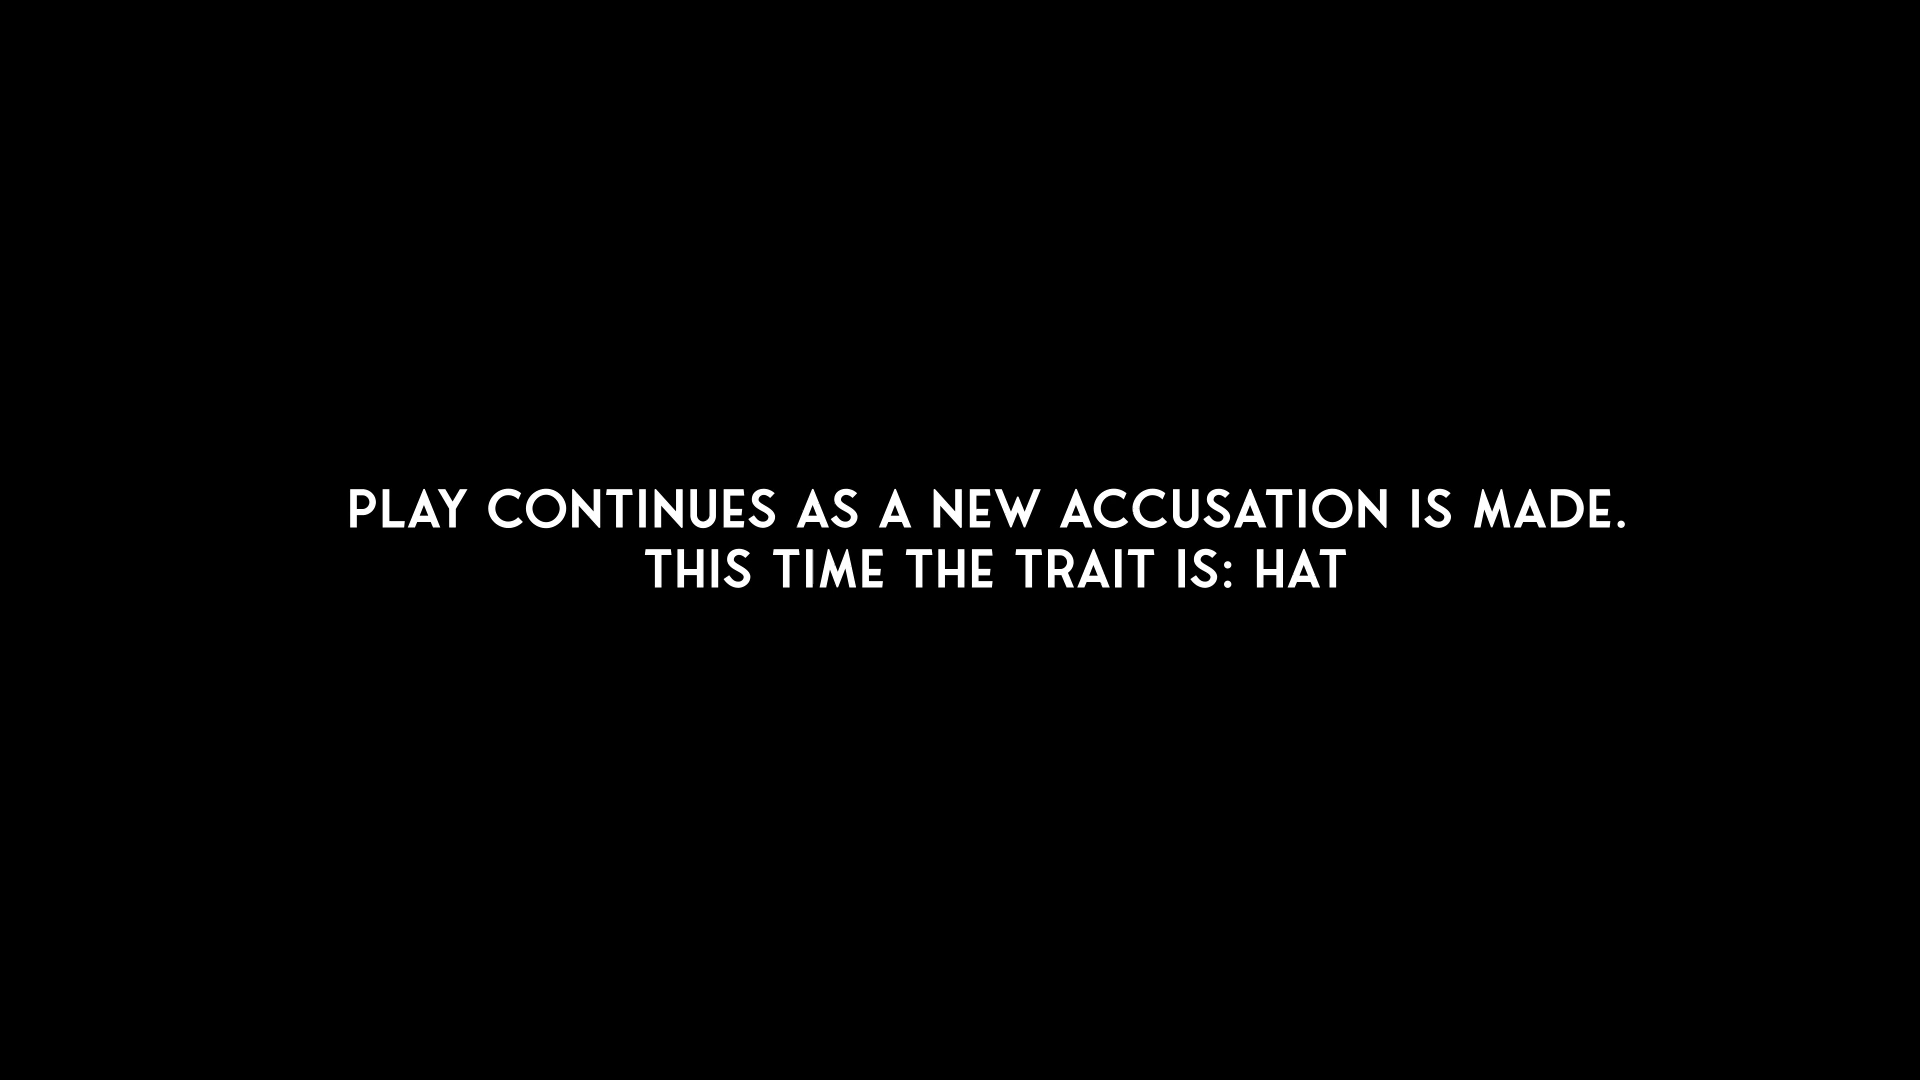 PLAY CONTINUES AS A NEW ACCUSATION IS MADE.
THIS TIME THE TRAIT IS: HAT